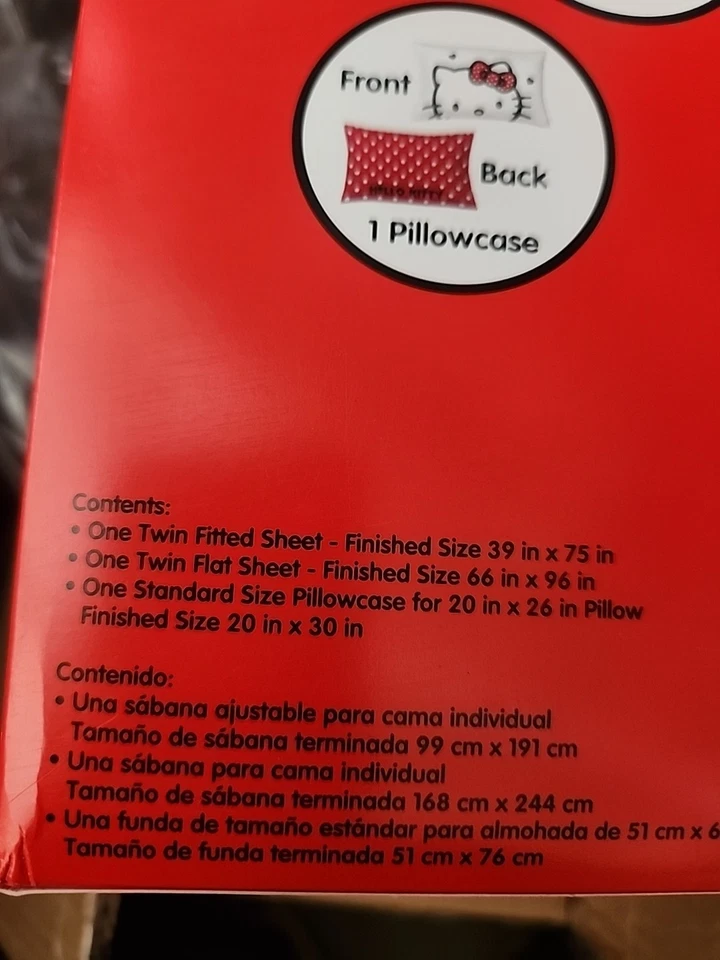 Front
HELLO KITTY
Back
1 Pillowcase
Contents:
• One Twin Fitted Sheet - Finished Size 39 in x 75 in
• One Twin Flat Sheet - Finished Size 66 in x 96 in
• One Standard Size Pillowcase for 20 in x 26 in Pillow
Finished Size 20 in x 30 in
Contenido:
• Una sábana ajustable para cama individual
Tamaño de sábana terminada 99 cm x 191 cm
• Una sábana para cama individual
Tamaño de sábana terminada 168 cm x 244 cm
• Una funda de tamaño estándar para almohada de 51 cm x 6
Tamaño de funda terminada 51 cm x 76 cm